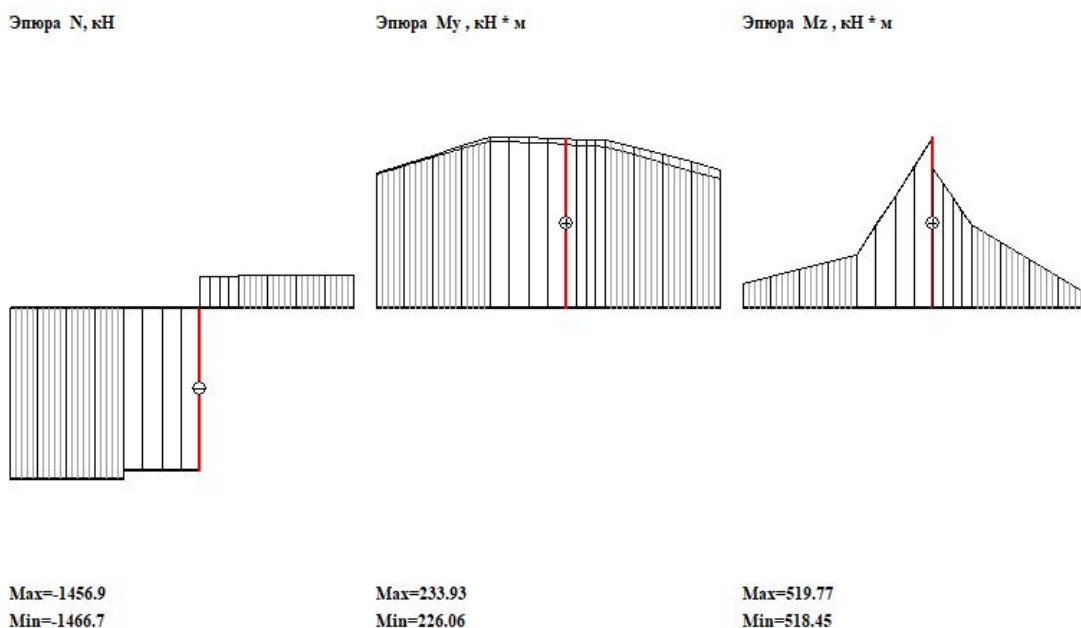 Эпюра N, кН
Эпюра My , кН * м
Эпюра Mz , кН * м
Max=-1456.9
Min=-1466.7
Max=233.93
Min=226.06
Max=519.77
Min=518.45